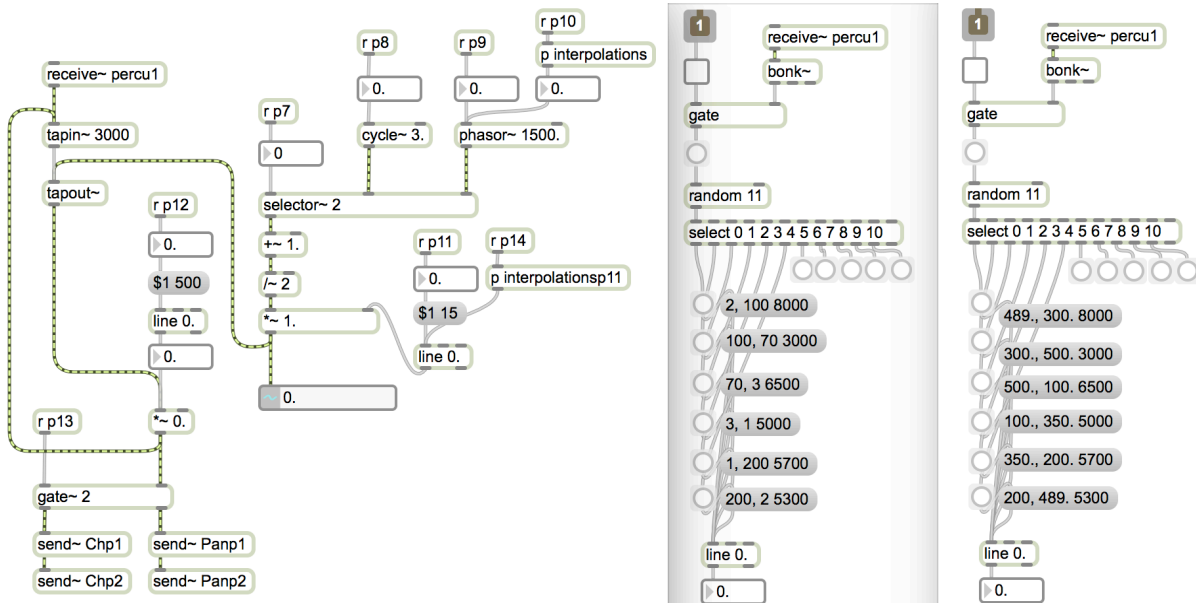 r p10
r p8
r p9
p interpolations
receive~ percu1
0.
0.
0.
r p7
tapin~ 3000
cycle~ 3.
phasor~ 1500.
0
tapout~
r p12
selector~ 2
0.
+~ 1.
r p11
r p14
$1 500
/~ 2
0.
p interpolationsp11
line 0.
*~ 1.
$1 15
0.
line 0.
~
0.
r p13
*~ 0.
gate~ 2
send~ Chp1
send~ Panp1
send~ Chp2
send~ Panp2
1
receive~ percu1
bonk~
gate
random 11
select 0 1 2 3 4 5 6 7 8 9 10
2, 100 8000
100, 70 3000
70, 3 6500
3, 1 5000
1, 200 5700
200, 2 5300
line 0.
0.
1
receive~ percu1
bonk~
gate
random 11
select 0 1 2 3 4 5 6 7 8 9 10
489., 300. 8000
300., 500. 3000
500., 100. 6500
100., 350. 5000
350., 200. 5700
200, 489. 5300
line 0.
0.